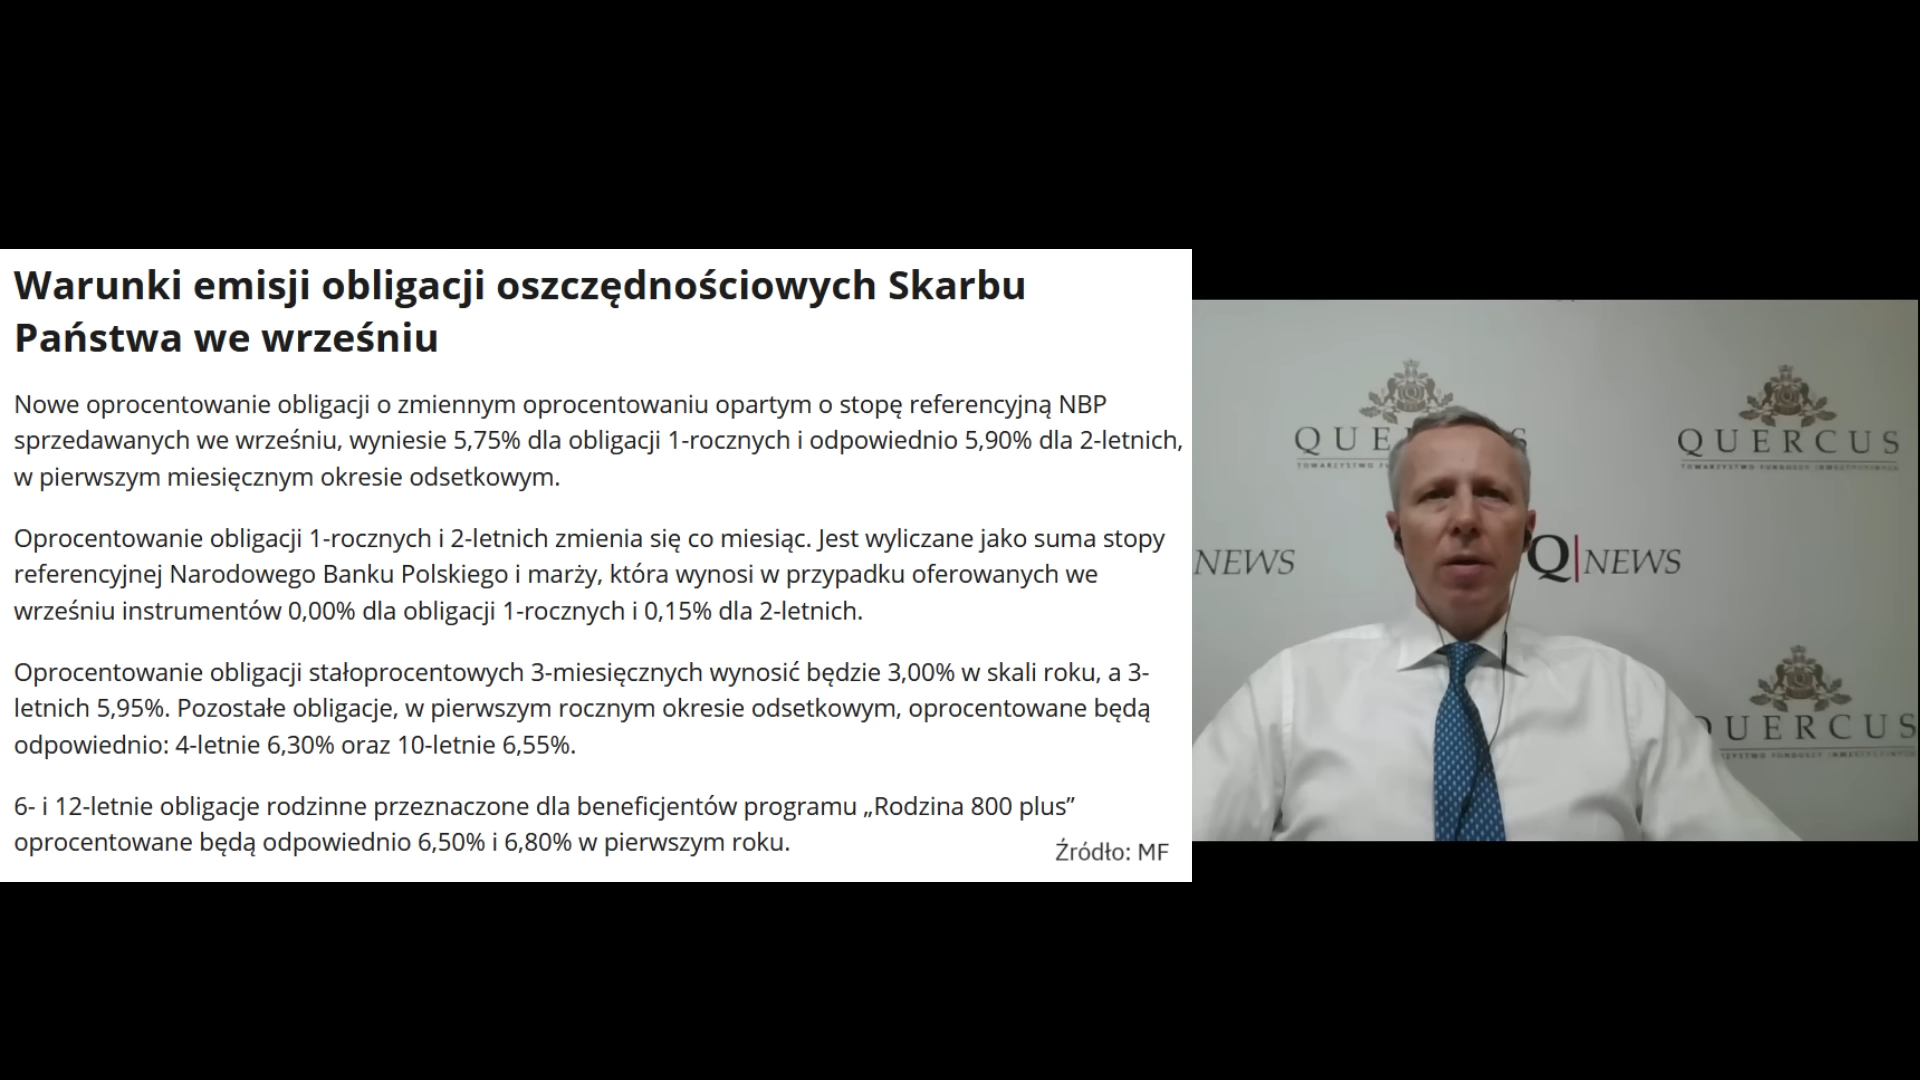 Warunki emisji obligacji oszczędnościowych Skarbu
Państwa we wrześniu
Nowe oprocentowanie obligacji o zmiennym oprocentowaniu opartym o stopę referencyjną NBP
sprzedawanych we wrześniu, wyniesie 5,75% dla obligacji 1-rocznych i odpowiednio 5,90% dla 2-letnich,
w pierwszym miesięcznym okresie odsetkowym.
Oprocentowanie obligacji 1-rocznych i 2-letnich zmienia się co miesiąc. Jest wyliczane jako suma stopy
referencyjnej Narodowego Banku Polskiego i marży, która wynosi w przypadku oferowanych we
wrześniu instrumentów 0,00% dla obligacji 1-rocznych i 0,15% dla 2-letnich.
Oprocentowanie obligacji stałoprocentowych 3-miesięcznych wynosić będzie 3,00% w skali roku, a 3-
letnich 5,95%. Pozostałe obligacje, w pierwszym rocznym okresie odsetkowym, oprocentowane będą
odpowiednio: 4-letnie 6,30% oraz 10-letnie 6,55%.
6- i 12-letnie obligacje rodzinne przeznaczone dla beneficjentów programu „Rodzina 800 plus”
oprocentowane będą odpowiednio 6,50% i 6,80% w pierwszym roku.
Źródło: MF
QUERCUS
TOWARZYSTWO FUNDUSZY INWESTYCYJNYCH
NEWS
Q|NEWS
QUERCUS